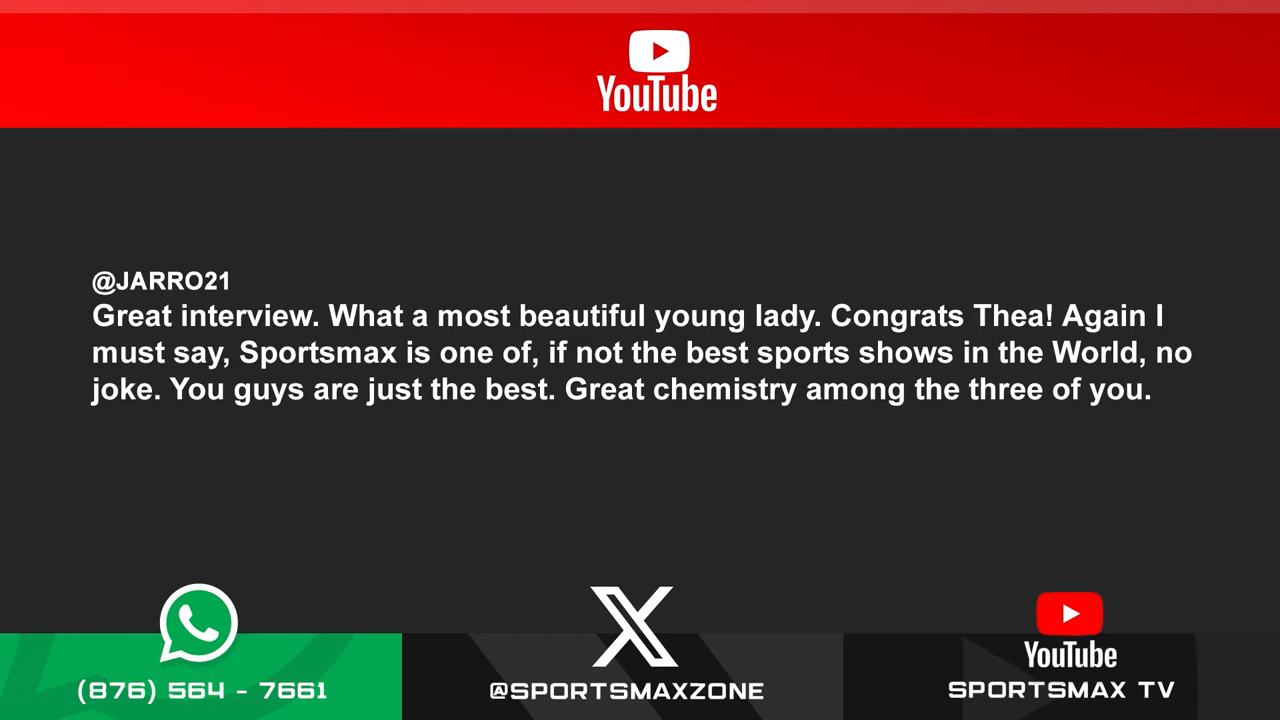 YouTube
@JARRO21
Great interview. What a most beautiful young lady. Congrats Thea! Again I
must say, Sportsmax is one of, if not the best sports shows in the World, no
joke. You guys are just the best. Great chemistry among the three of you.
(876) 564 - 7661
@SPORTSMAXZONE
YouTube
SPORTSMAX TV